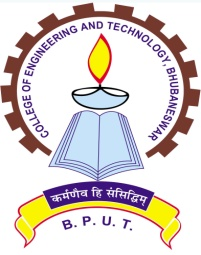 COLLEGE OF ENGINEERING AND TECHNOLOGY, BHUBANESWAR
कर्मणैव हि संसिद्धिम्
B. P. U. T.